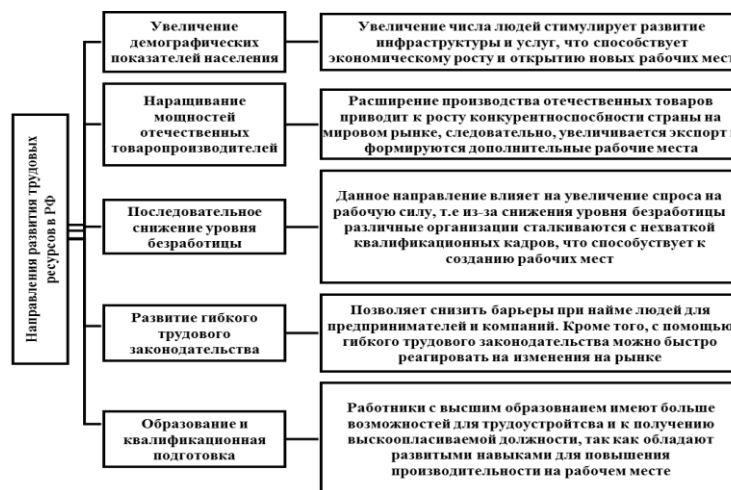 Направления развития трудовых
ресурсов в РФ
Увеличение
демографических
показателей населения
Увеличение числа людей стимулирует развитие
инфраструктуры и услуг, что способствует
экономическому росту и открытию новых рабочих мест
Наращивание
мощностей
отечественных
товаропроизводителей
Расширение производства отечественных товаров
приводит к росту конкурентноспосбности страны на
мировом рынке, следовательно, увеличивается экспорт и
формируются дополнительные рабочие места
Последовательное
снижение уровня
безработицы
Данное направление влияет на увеличение спроса на
рабочую силу, т.е из-за снижения уровня безработицы
различные организации сталкиваются с нехваткой
квалификационных кадров, что способуствует к
созданию рабочих мест
Развитие гибкого
трудового
законодательства
Позволяет снизить барьеры при найме людей для
предпринимателей и компаний. Кроме того, с помощью
гибкого трудового законодательства можно быстро
реагировать на изменения на рынке
Образование и
квалификационная
подготовка
Работники с высшим образвнаием имеют больше
возможностей для трудоустройтсва и к получению
выскоопласиваемой должности, так как обладают
развитыми навыками для повышения
производительности на рабочем месте